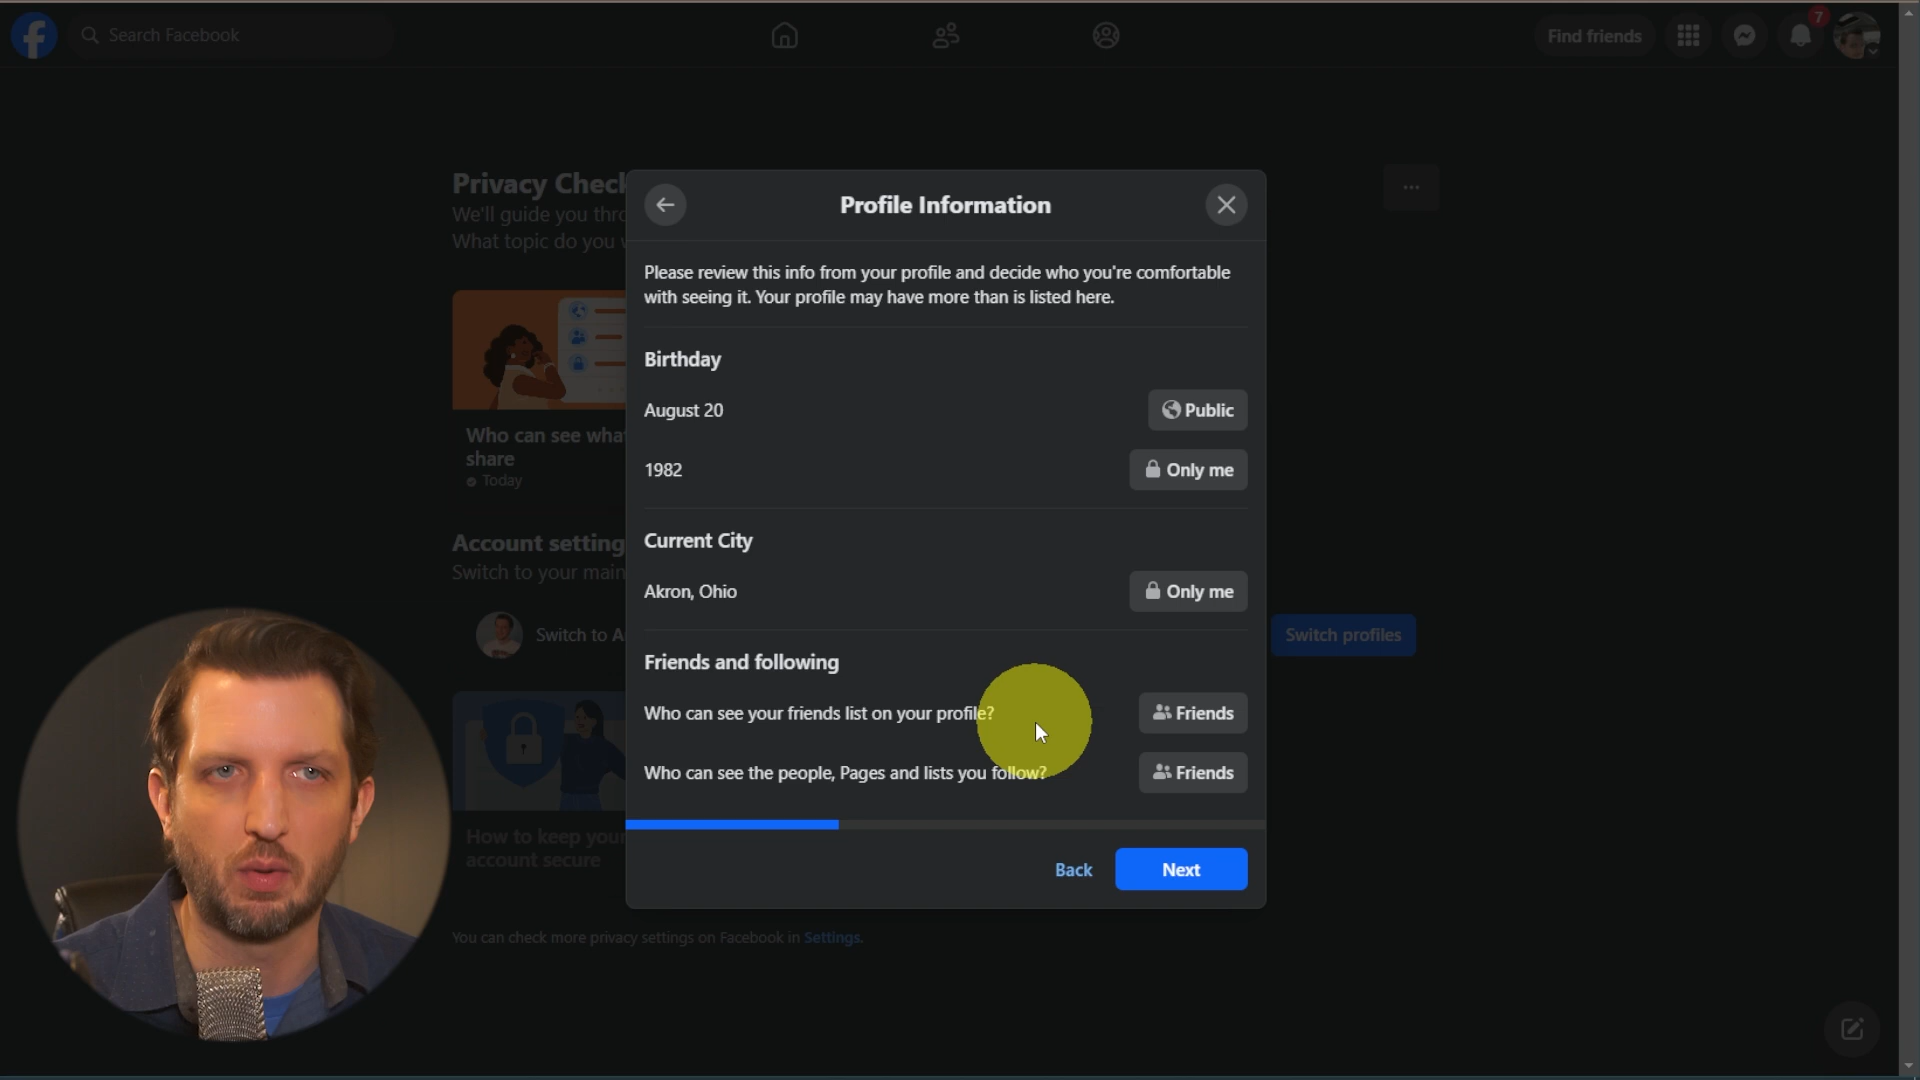 Search Facebook
Find friends
7
Privacy Check
We'll guide you thro
What topic do you w
Who can see what
share
Today
Account setting
Switch to your main
Switch to A
Switch profiles
How to keep your
account secure
You can check more privacy settings on Facebook in Settings.
Profile Information
Please review this info from your profile and decide who you're comfortable
with seeing it. Your profile may have more than is listed here.
Birthday
August 20
Public
1982
Only me
Current City
Akron, Ohio
Only me
Friends and following
Who can see your friends list on your profile?
Friends
Who can see the people, Pages and lists you follow?
Friends
Back
Next